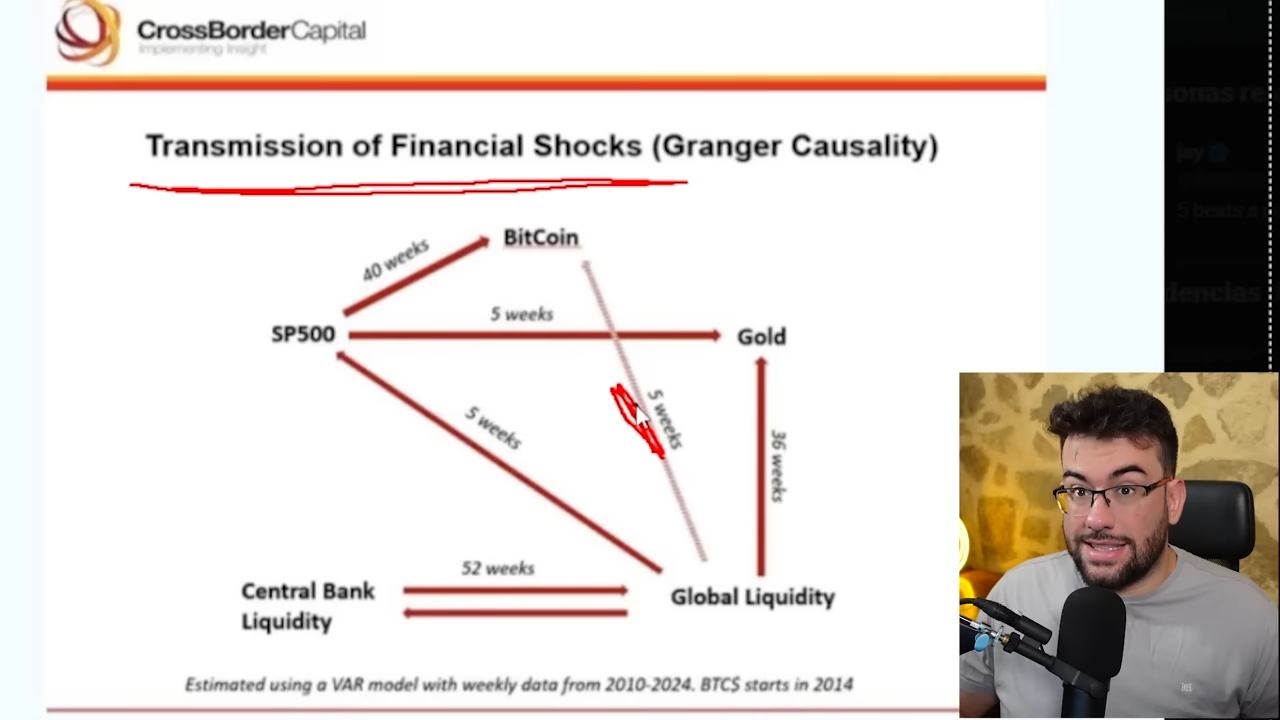 CrossBorderCapital
Implementing Insight
Transmission of Financial Shocks (Granger Causality)
BitCoin
40 weeks
5 weeks
SP500
Gold
5 weeks
5 weeks
36 weeks
52 weeks
Central Bank
Liquidity
Global Liquidity
Estimated using a VAR model with weekly data from 2010-2024. BTC$ starts in 2014